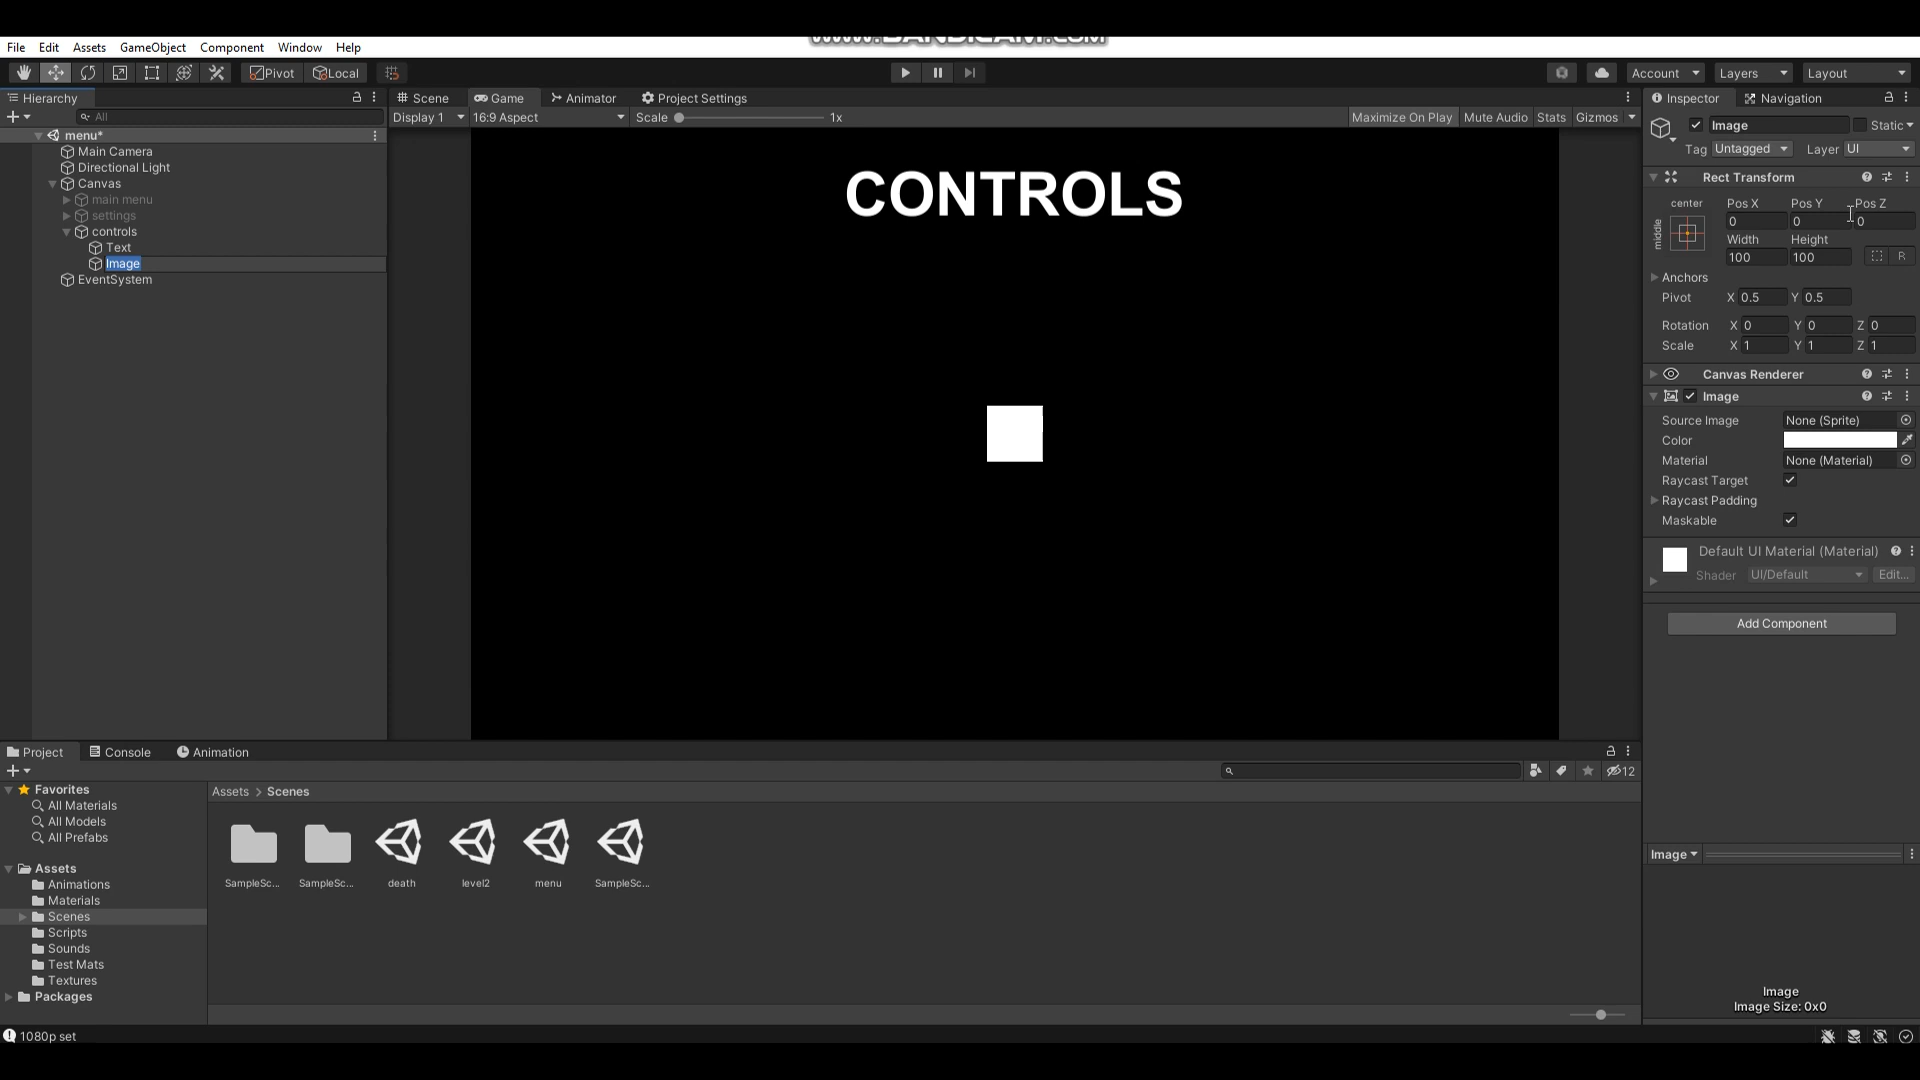 www.BANDICAM.com
File Edit Assets GameObject Component Window Help
Pivot Local Account Layers Layout
Hierarchy
All
menu*
Main Camera
Directional Light
Canvas
main menu
settings
controls
Text
Image
EventSystem
Scene Game Animator Project Settings
Display 1 16:9 Aspect Scale 1x Maximize On Play Mute Audio Stats Gizmos
CONTROLS
Inspector Navigation
Image Static
Tag Untagged Layer UI
Rect Transform
center
middle
Pos X Pos Y Pos Z
0 0 0
Width Height
100 100 R
Anchors
Pivot X 0.5 Y 0.5
Rotation X 0 Y 0 Z 0
Scale X 1 Y 1 Z 1
Canvas Renderer
Image
Source Image None (Sprite)
Color
Material None (Material)
Raycast Target
Raycast Padding
Maskable
Default UI Material (Material)
Shader UI/Default Edit...
Add Component
Image
Image
Image Size: 0x0
Project Console Animation
12
Favorites
All Materials
All Models
All Prefabs
Assets
Animations
Materials
Scenes
Scripts
Sounds
Test Mats
Textures
Packages
Assets > Scenes
SampleSc... SampleSc... death level2 menu SampleSc...
1080p set